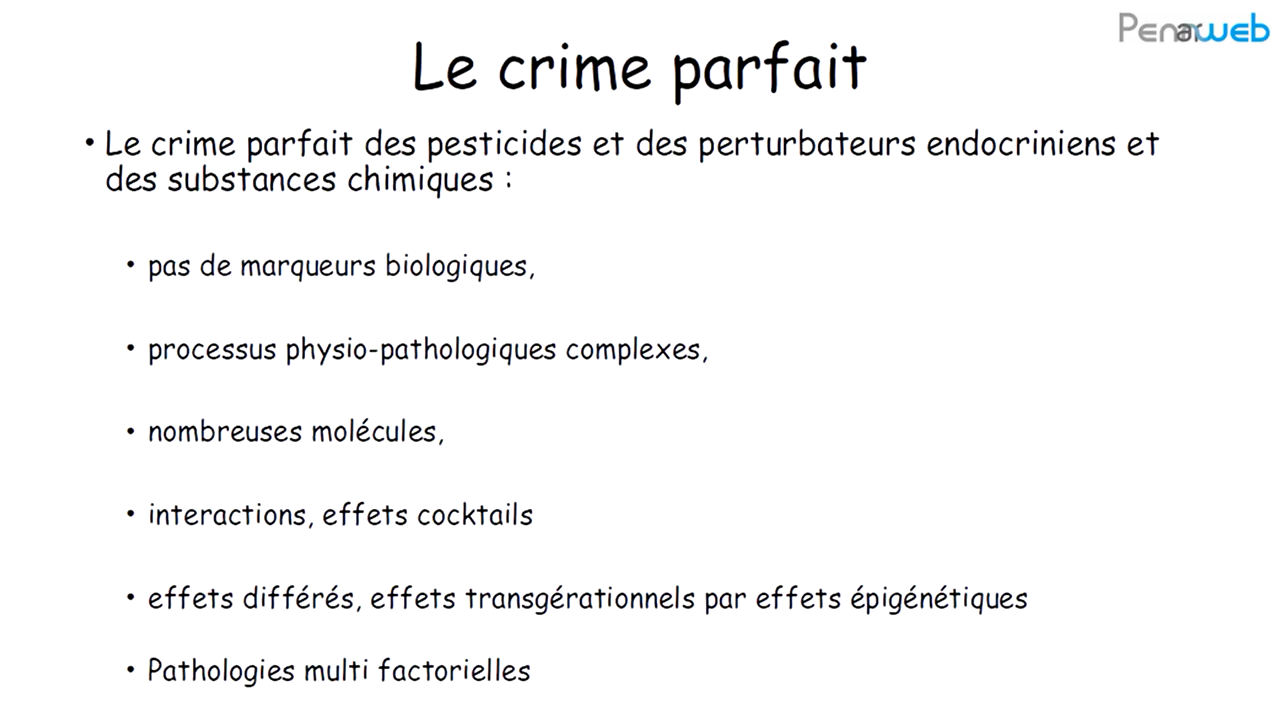 Penarweb
Le crime parfait
• Le crime parfait des pesticides et des perturbateurs endocriniens et
des substances chimiques :
• pas de marqueurs biologiques,
• processus physio-pathologiques complexes,
• nombreuses molécules,
• interactions, effets cocktails
• effets différés, effets transgérationnels par effets épigénétiques
• Pathologies multi factorielles